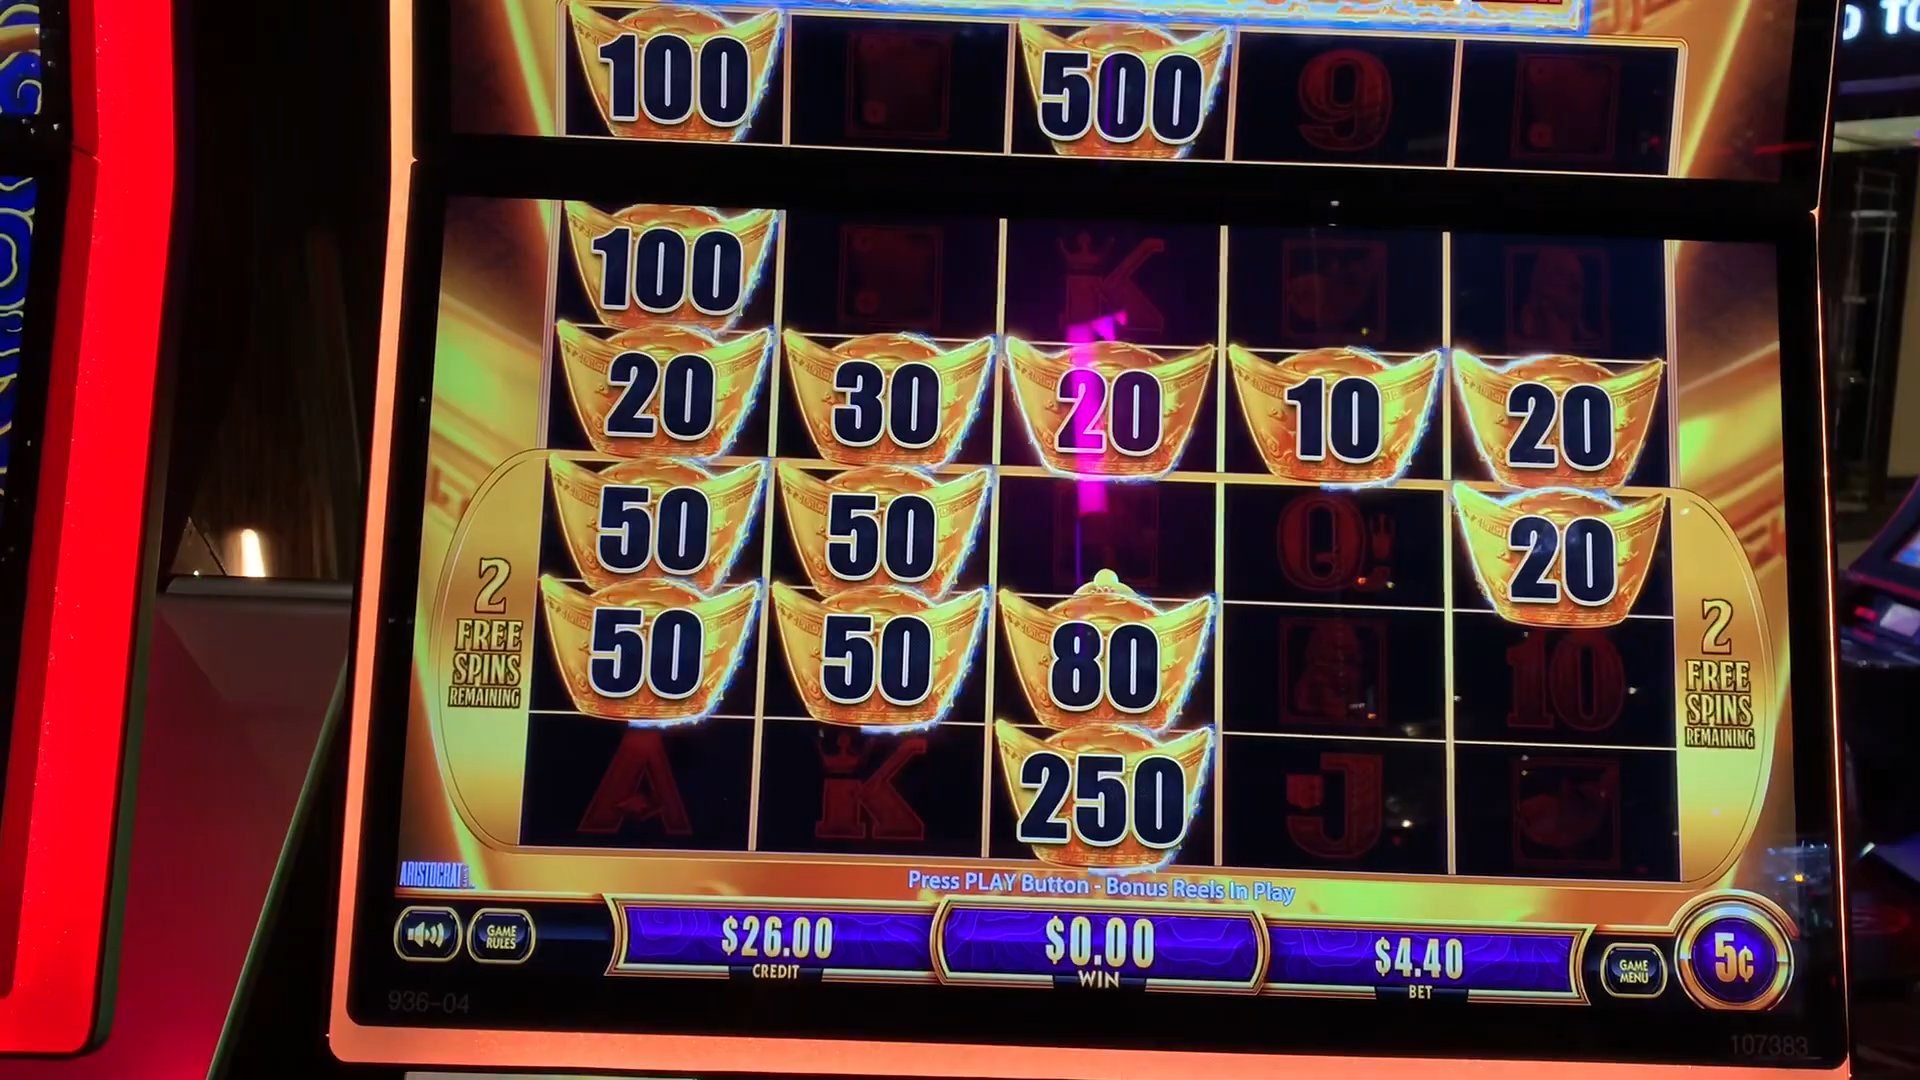 TO
100 500 9
100 K
20 30 20 10 20
50 50 Q 20
50 50 80 10
A K 250 J
2
FREE
SPINS
REMAINING
2
FREE
SPINS
REMAINING
ARISTOCRAT
Press PLAY Button - Bonus Reels In Play
GAME
RULES
$26.00
CREDIT
$0.00
WIN
$4.40
BET
GAME
MENU
5¢
936-04
107383